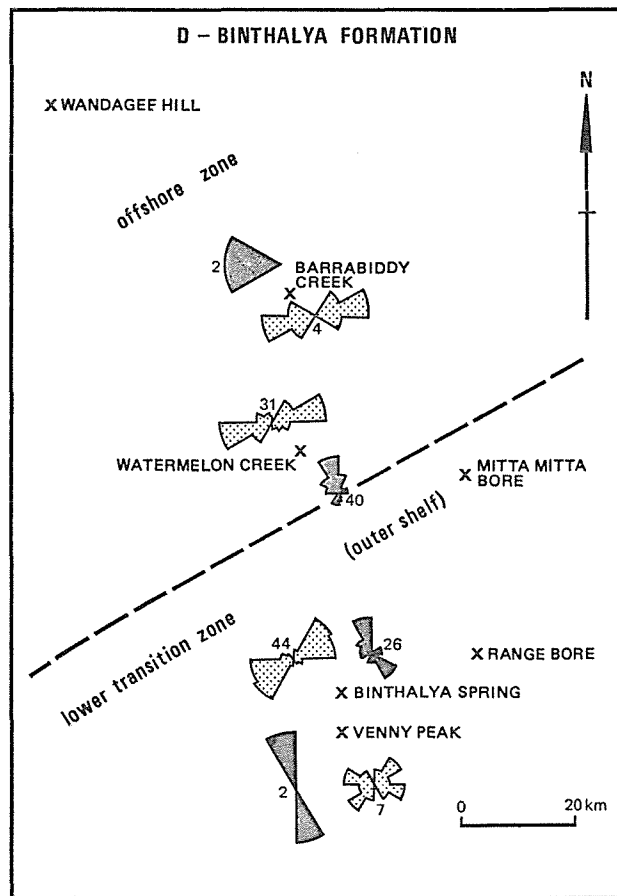 D – BINTHALYA FORMATION
N
X WANDAGEE HILL
offshore zone
2
BARRABIDDY
CREEK
X
4
31
WATERMELON CREEK X
X MITTA MITTA
BORE
40
(outer shelf)
lower transition zone
44
26
X RANGE BORE
X BINTHALYA SPRING
X VENNY PEAK
2
7
0 20 km